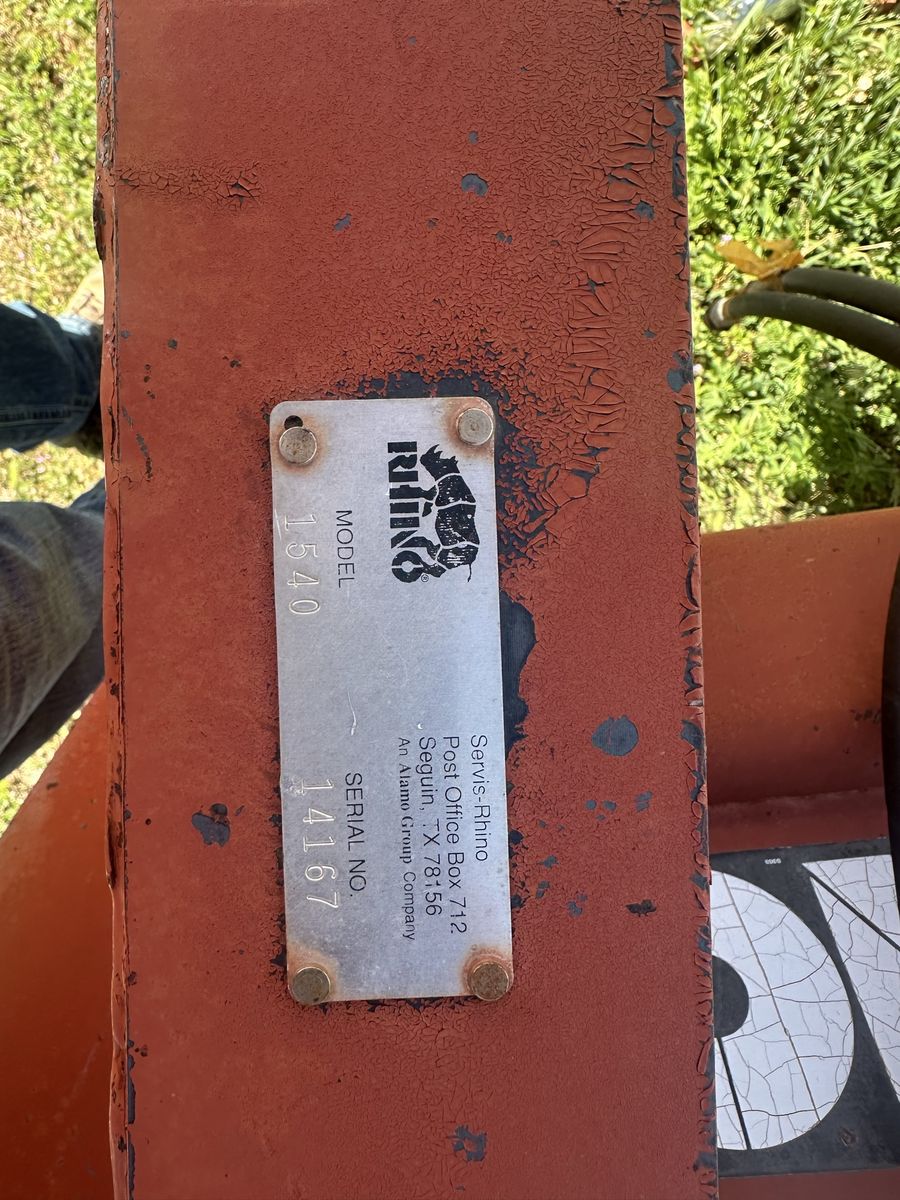 RHINO®
Servis-Rhino
Post Office Box 712
Seguin, TX 78156
An Alamo Group Company
MODEL
SERIAL NO.
1540
14167